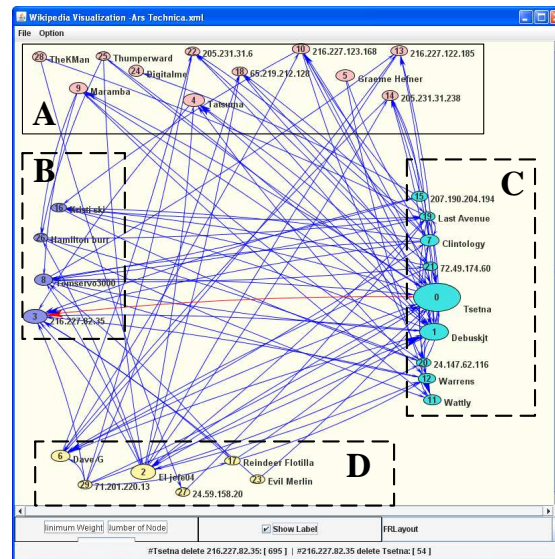 Wikipedia Visualization -Ars Technica.xml
File Option
28 TheKMan
25 Thumperward
22 205.231.31.6
10 216.227.123.168
13 216.227.122.185
24 Digitalme
18 65.219.212.128
5 Graeme Hefner
9 Maramba
4 Tatsuma
14 205.231.31.238
A
B
C
16 Kristi ski
15 207.190.204.194
19 Last Avenue
26 Hamilton burr
7 Clintology
8 Tomservo3000
21 72.49.174.60
0
Tsetna
3
216.227.82.35
1
Debuskjt
20 24.147.62.116
12 Warrens
11 Wattly
6 Dave G
2 El jefe04
17 Reindeer Flotilla
D
29 71.201.220.13
27 24.59.158.20
23 Evil Merlin
inimum Weight umber of Node Show Label FRLayout
#Tsetna delete 216.227.82.35: [ 695 ] | #216.227.82.35 delete Tsetna: [ 54 ]